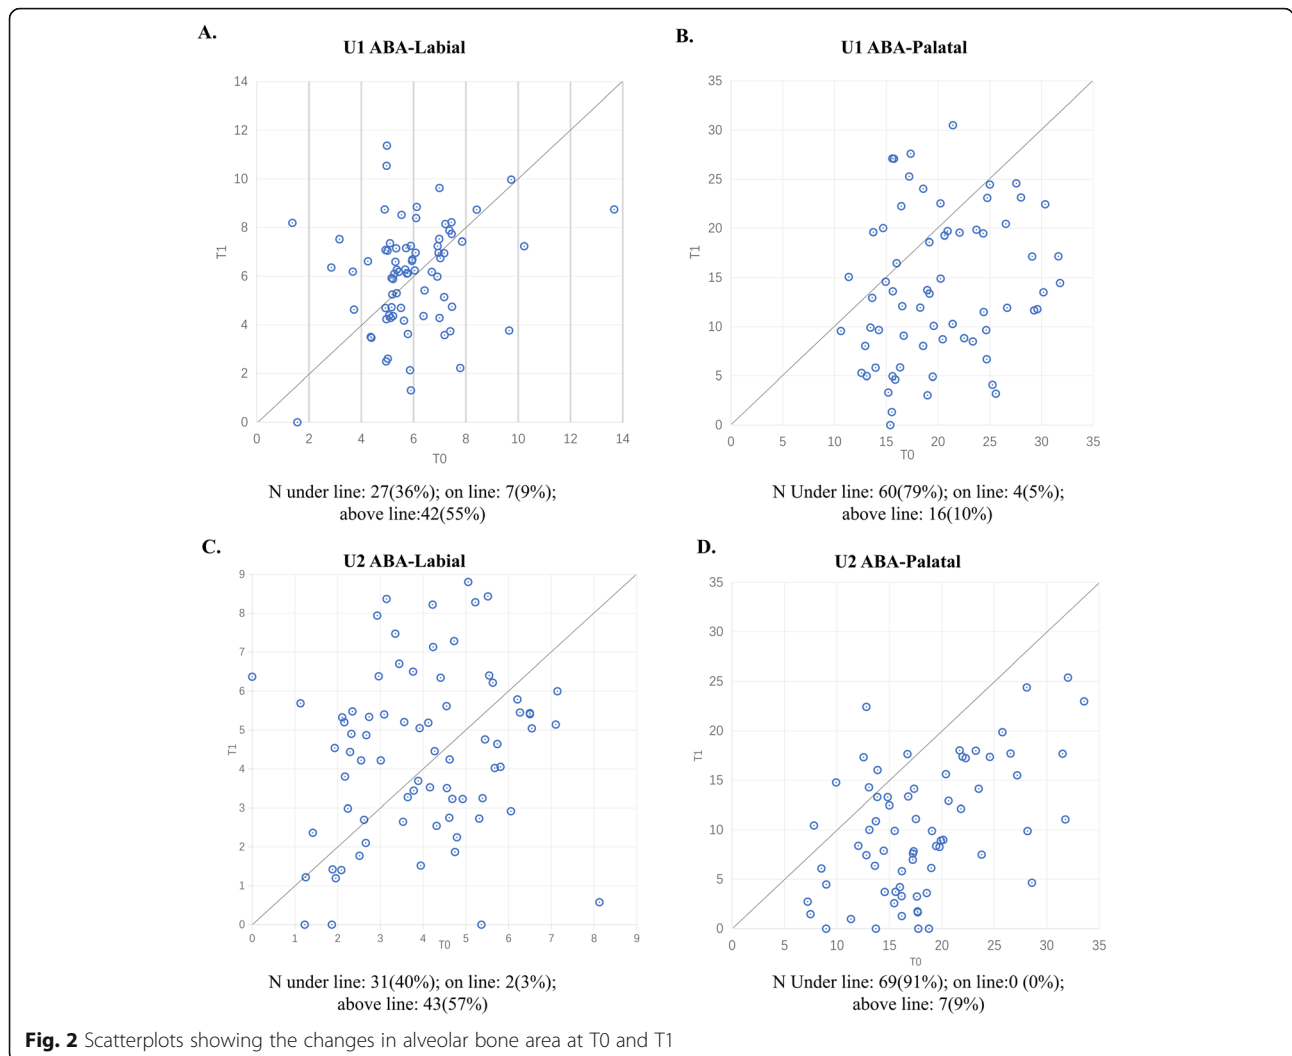 A.
U1 ABA-Labial
14
12
10
8
6
4
2
0
T1
0 2 4 6 8 10 12 14
T0
N under line: 27(36%); on line: 7(9%);
above line:42(55%)
B.
U1 ABA-Palatal
35
30
25
20
15
10
5
0
T1
0 5 10 15 20 25 30 35
T0
N Under line: 60(79%); on line: 4(5%);
above line: 16(10%)
C.
U2 ABA-Labial
9
8
7
6
5
4
3
2
1
0
T1
0 1 2 3 4 5 6 7 8 9
T0
N under line: 31(40%); on line: 2(3%);
above line: 43(57%)
D.
U2 ABA-Palatal
35
30
25
20
15
10
5
0
T1
0 5 10 15 20 25 30 35
T0
N Under line: 69(91%); on line:0 (0%);
above line: 7(9%)
Fig. 2 Scatterplots showing the changes in alveolar bone area at T0 and T1